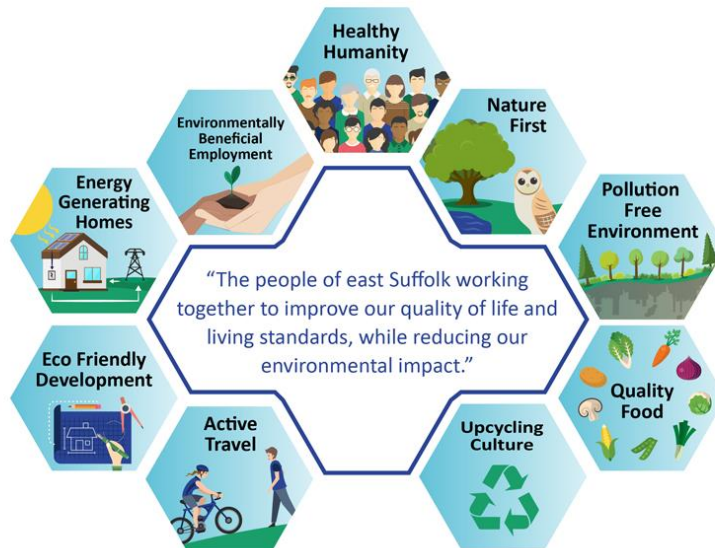 Healthy
Humanity
Nature
First
Pollution
Free
Environment
Quality
Food
Upcycling
Culture
Active
Travel
Eco Friendly
Development
Energy
Generating
Homes
Environmentally
Beneficial
Employment
“The people of east Suffolk working
together to improve our quality of life and
living standards, while reducing our
environmental impact.”